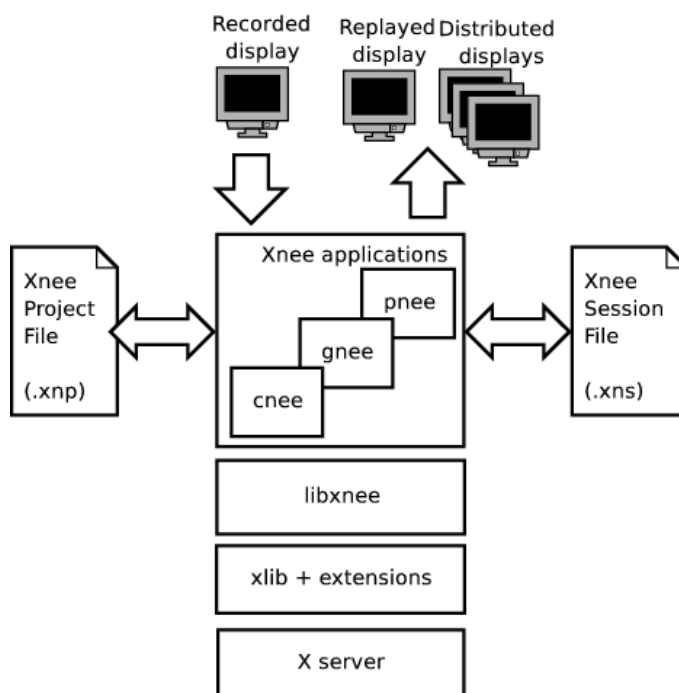 Recorded
display
Replayed
display
Distributed
displays
Xnee
Project
File
(.xnp)
Xnee applications
pnee
gnee
cnee
Xnee
Session
File
(.xns)
libxnee
xlib + extensions
X server